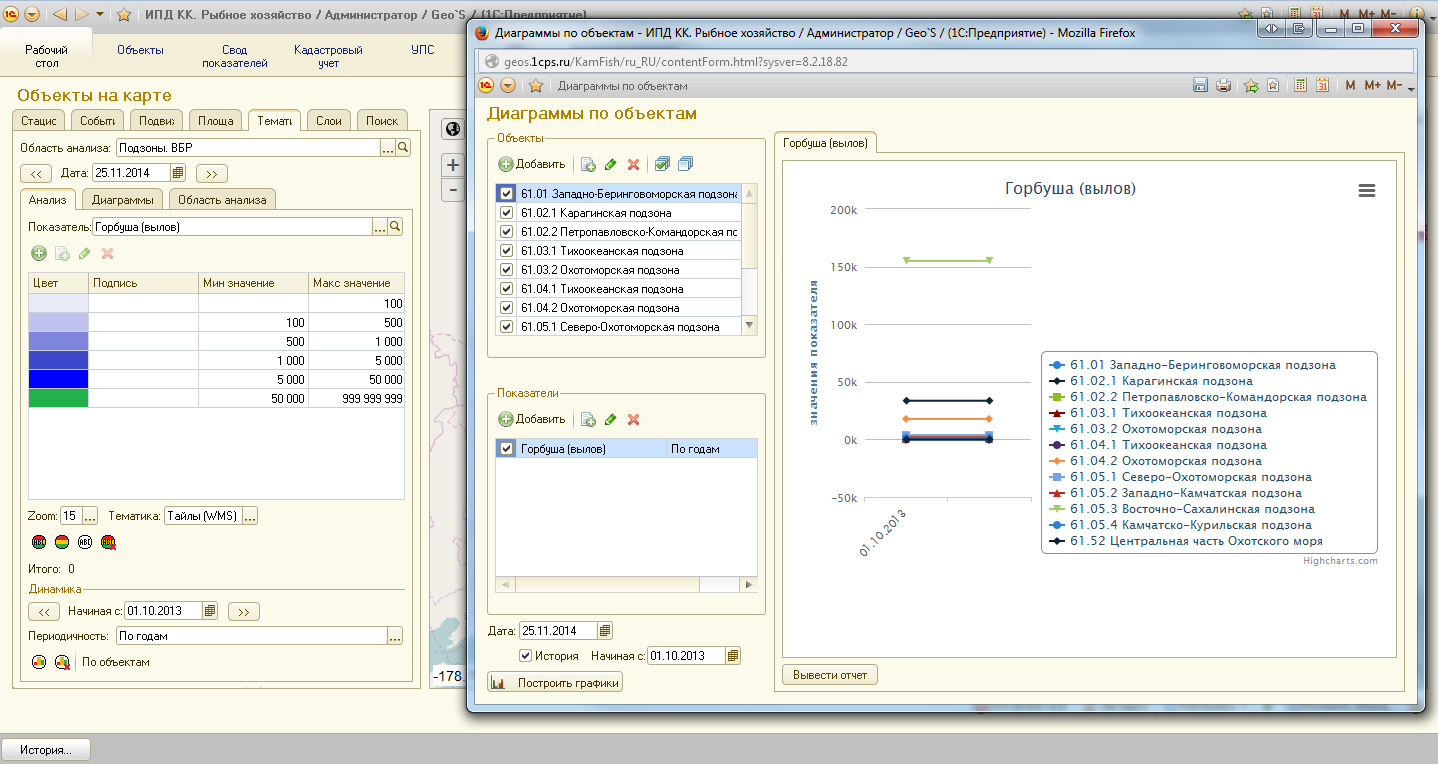 ИПД КК. Рыбное хозяйство / Администратор / Geo`S / (1С:Предприятие)
M M+ M-
Рабочий стол
Объекты
Свод показателей
Кадастровый учет
УПС
Объекты на карте
Стацис
Событи
Подвиж
Площа
Темати
Слои
Поиск
Область анализа: Подзоны. ВБР
<<
Дата: 25.11.2014
>>
Анализ
Диаграммы
Область анализа
Показатель: Горбуша (вылов)
Цвет Подпись Мин значение Макс значение
100
100 500
500 1 000
1 000 5 000
5 000 50 000
50 000 999 999 999
Zoom: 15 ... Тематика: Тайлы (WMS) ...
Итого: 0
Динамика
<< Начиная с: 01.10.2013 >>
Периодичность: По годам ...
По объектам
+
-
-178.
История...
Диаграммы по объектам - ИПД КК. Рыбное хозяйство / Администратор / Geo`S / (1С:Предприятие) - Mozilla Firefox
geos.1cps.ru/KamFish/ru_RU/contentForm.html?sysver=8.2.18.82
Диаграммы по объектам
M M+ M-
Диаграммы по объектам
Объекты
Добавить
61.01 Западно-Беринговоморская подзона
61.02.1 Карагинская подзона
61.02.2 Петропавловско-Командорская по
61.03.1 Тихоокеанская подзона
61.03.2 Охотоморская подзона
61.04.1 Тихоокеанская подзона
61.04.2 Охотоморская подзона
61.05.1 Северо-Охотоморская подзона
Показатели
Добавить
Горбуша (вылов) По годам
Дата: 25.11.2014
История Начиная с: 01.10.2013
Построить графики
Горбуша (вылов)
Горбуша (вылов)
значения показателя
200k
150k
100k
50k
0k
-50k
01.10.2013
61.01 Западно-Беринговоморская подзона
61.02.1 Карагинская подзона
61.02.2 Петропавловско-Командорская подзона
61.03.1 Тихоокеанская подзона
61.03.2 Охотоморская подзона
61.04.1 Тихоокеанская подзона
61.04.2 Охотоморская подзона
61.05.1 Северо-Охотоморская подзона
61.05.2 Западно-Камчатская подзона
61.05.3 Восточно-Сахалинская подзона
61.05.4 Камчатско-Курильская подзона
61.52 Центральная часть Охотского моря
Highcharts.com
Вывести отчет